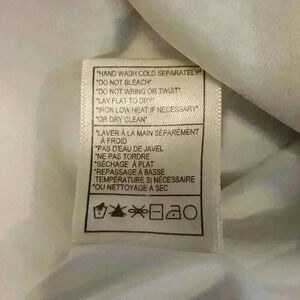 "HAND WASH COLD SEPARATELY"
"DO NOT BLEACH"
"DO NOT WRING OR TWIST"
"LAY FLAT TO DRY"
"IRON LOW HEAT IF NECESSARY"
"OR DRY CLEAN"
"LAVER À LA MAIN SÉPARÉMENT
À FROID
"PAS D'EAU DE JAVEL
"NE PAS TORDRE
"SÉCHAGE À PLAT
"REPASSAGE À BASSE
TEMPERATURE SI NÉCESSAIRE
"OU NETTOYAGE À SEC